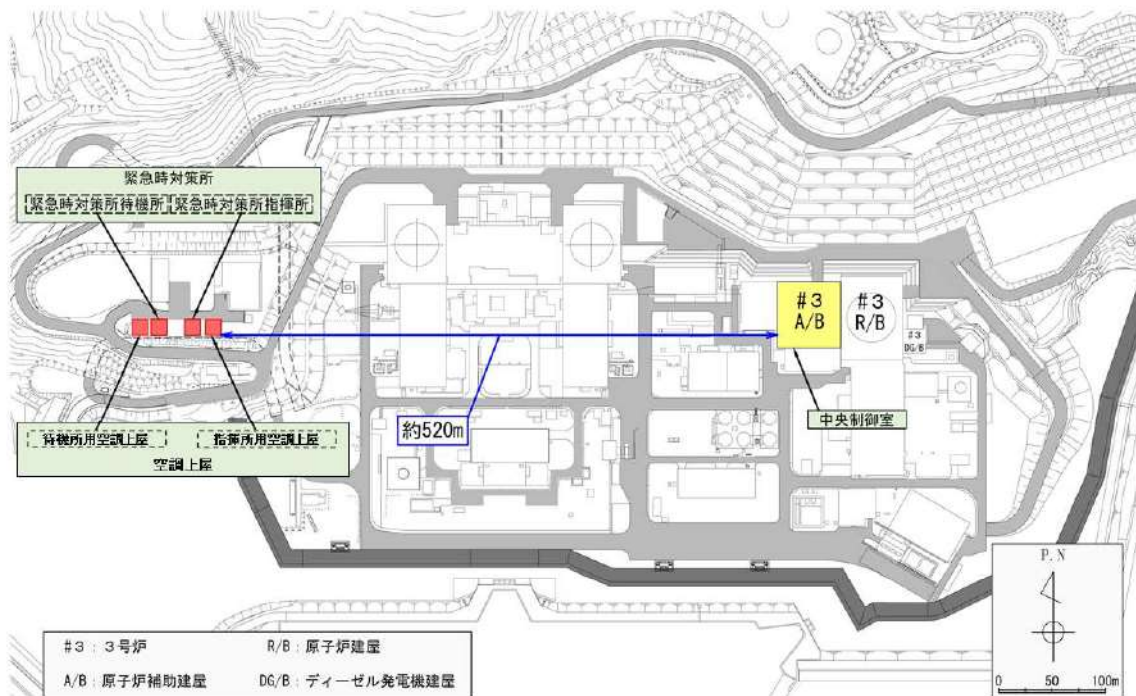 緊急時対策所
緊急時対策所待機所 緊急時対策所指揮所
#3
A/B
#3
R/B
#3
DG/B
約520m
中央制御室
待機所用空調上屋 指揮所用空調上屋
空調上屋
P.N
0 50 100m
#3：3号炉 R/B：原子炉建屋
A/B：原子炉補助建屋 DG/B：ディーゼル発電機建屋